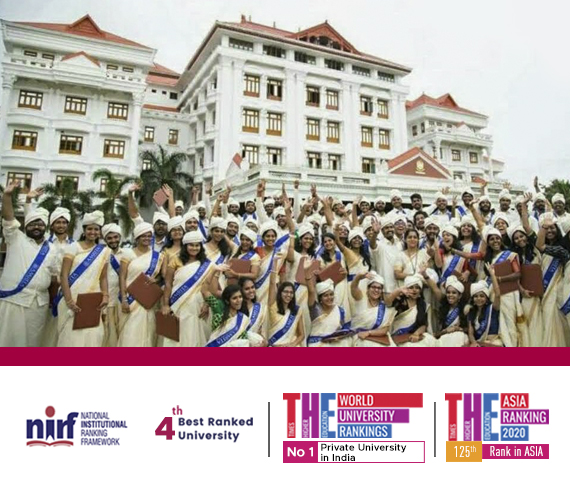 nirf
NATIONAL
INSTITUTIONAL
RANKING
FRAMEWORK
4th Best Ranked
University
THE
TIMES HIGHER EDUCATION
WORLD
UNIVERSITY
RANKINGS
No 1 Private University
in India
THE
TIMES HIGHER EDUCATION
ASIA
RANKING
2020
125th Rank in ASIA